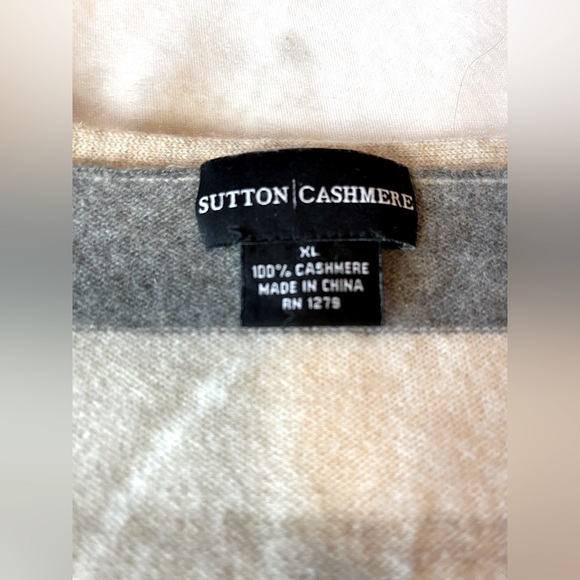 SUTTON|CASHMERE
XL
100% CASHMERE
MADE IN CHINA
RN 1279